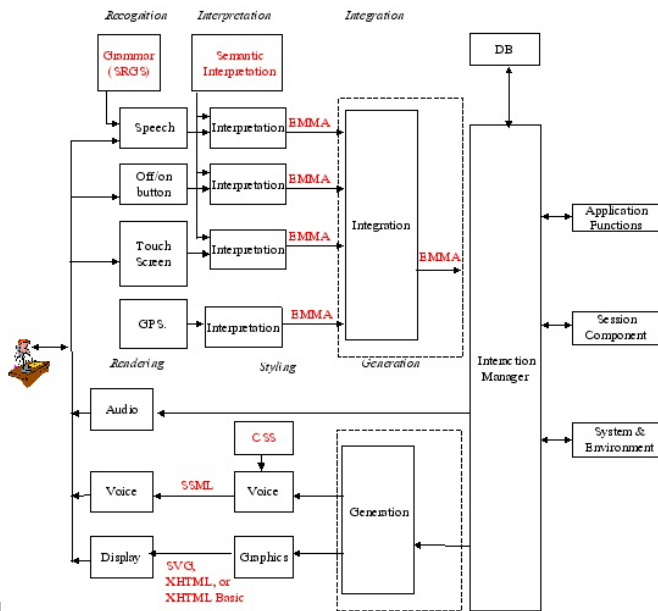 Recognition
Interpretation
Integration
Grammar
(SRGS)
Semantic
Interpretation
DB
Speech
Interpretation
EMMA
Off/on
button
Interpretation
EMMA
Touch
Screen
Interpretation
EMMA
Integration
EMMA
GPS.
Interpretation
EMMA
Application
Functions
Session
Component
Interaction
Manager
System &
Environment
Rendering
Styling
Generation
Audio
CSS
Voice
SSML
Voice
Generation
Display
SVG,
XHTML, or
XHTML Basic
Graphics